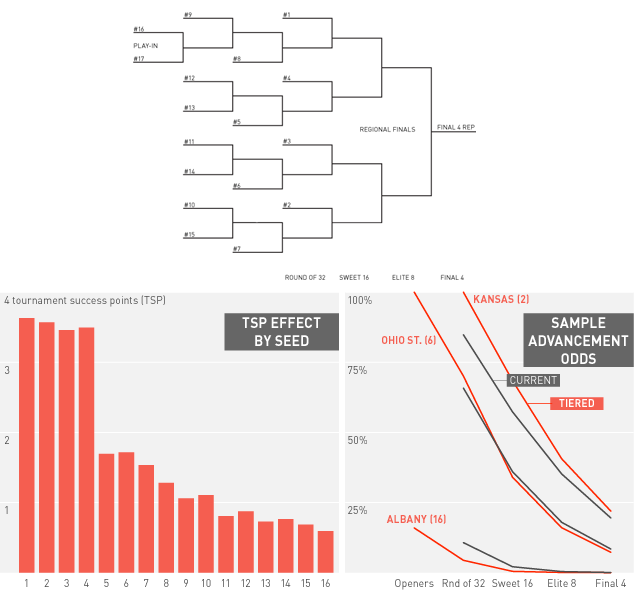 #9
#1
#16
PLAY-IN
#17
#8
#12
#4
#13
#5
REGIONAL FINALS
FINAL 4 REP
#11
#3
#14
#6
#10
#2
#15
#7
ROUND OF 32 SWEET 16 ELITE 8 FINAL 4
4 tournament success points (TSP)
TSP EFFECT
BY SEED
3
2
1
1 2 3 4 5 6 7 8 9 10 11 12 13 14 15 16
100%
KANSAS (2)
SAMPLE
ADVANCEMENT
ODDS
OHIO ST. (6)
75%
CURRENT
TIERED
50%
25%
ALBANY (16)
Openers Rnd of 32 Sweet 16 Elite 8 Final 4